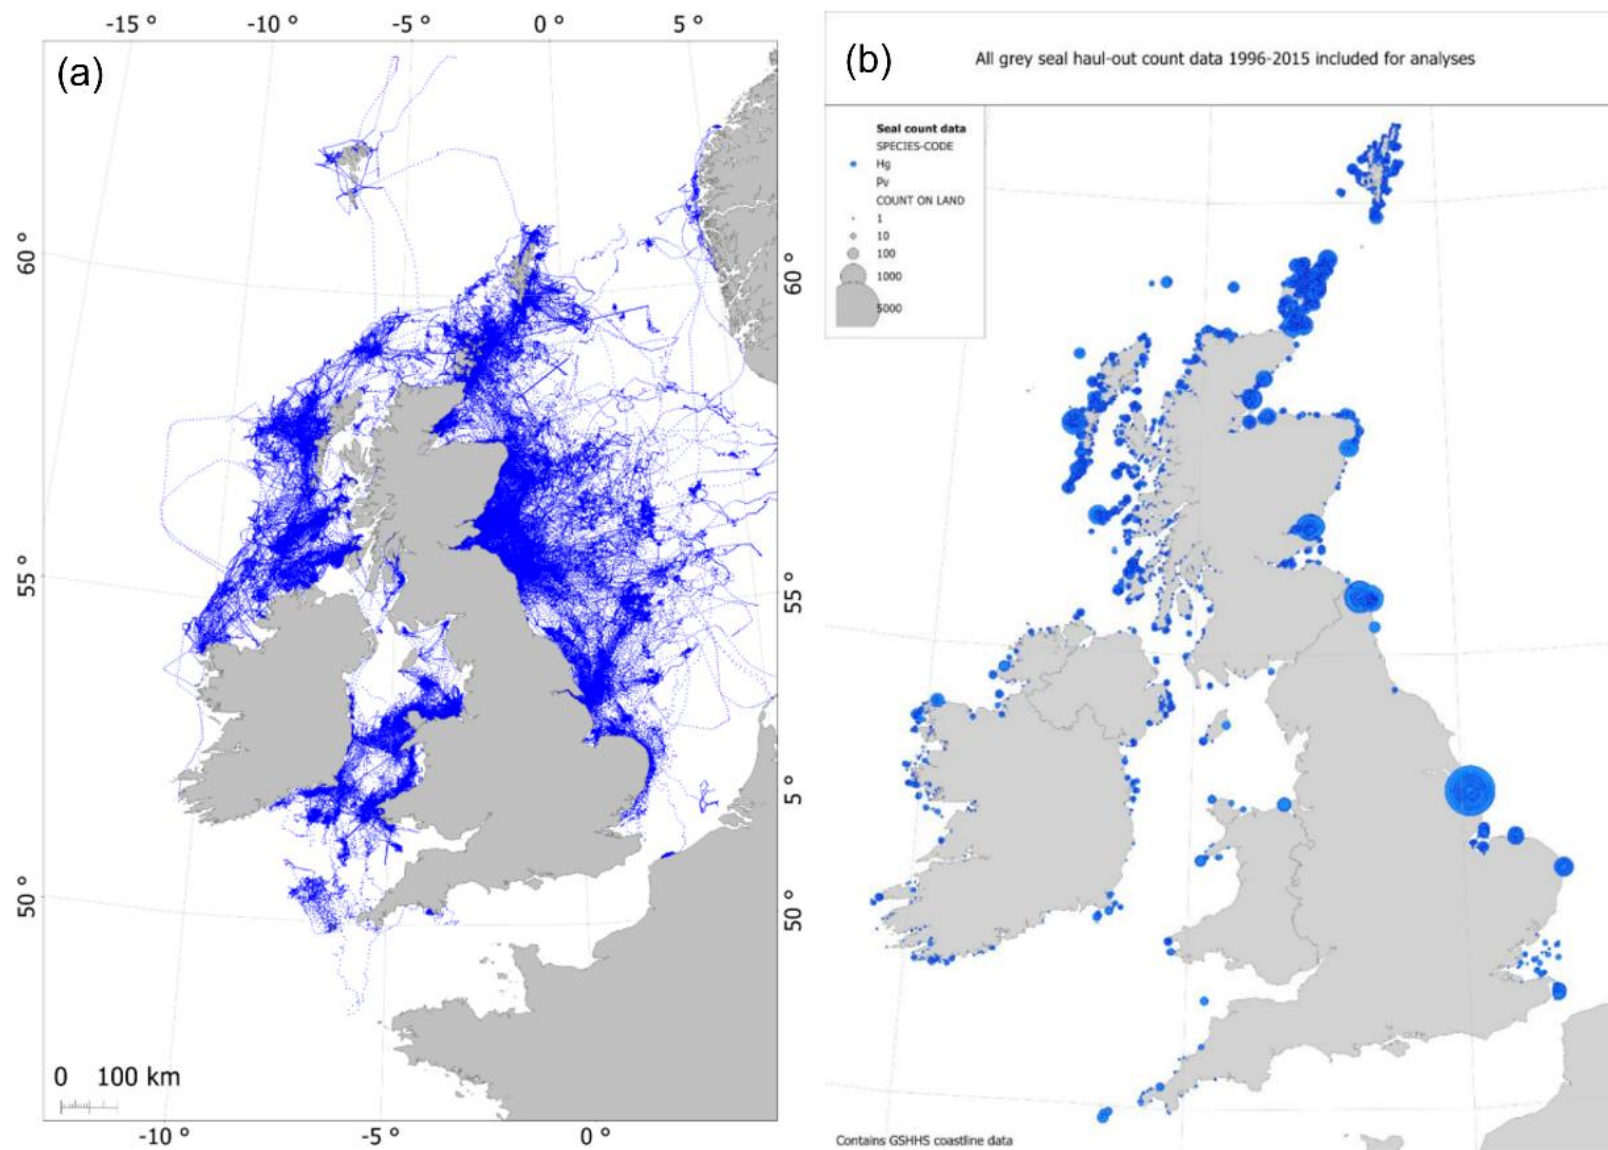 -15 °
-10 °
-5 °
0 °
5 °
(a)
60 °
60 °
55 °
55 °
5 °
50 °
50 °
0 100 km
-10 °
-5 °
0 °
(b)
All grey seal haul-out count data 1996-2015 included for analyses
Seal count data
SPECIES-CODE
Hg
Pv
COUNT ON LAND
1
10
100
1000
5000
Contains GSHHS coastline data